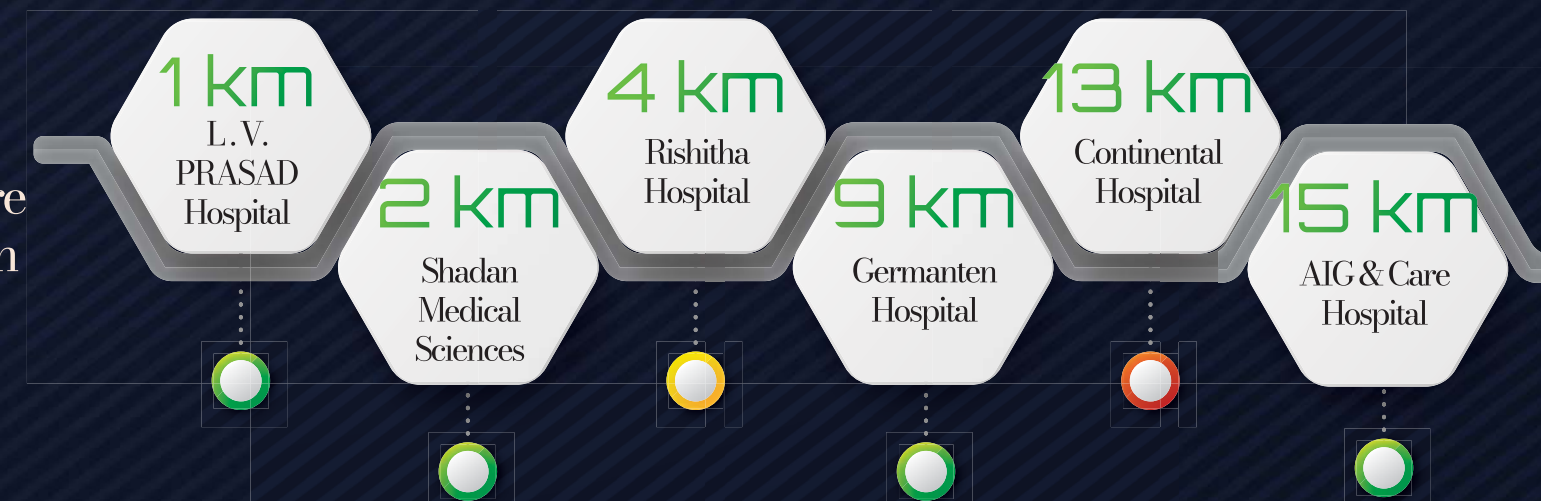 1 km
L.V.
PRASAD
Hospital
2 km
Shadan
Medical
Sciences
4 km
Rishitha
Hospital
9 km
Germanten
Hospital
13 km
Continental
Hospital
15 km
AIG & Care
Hospital